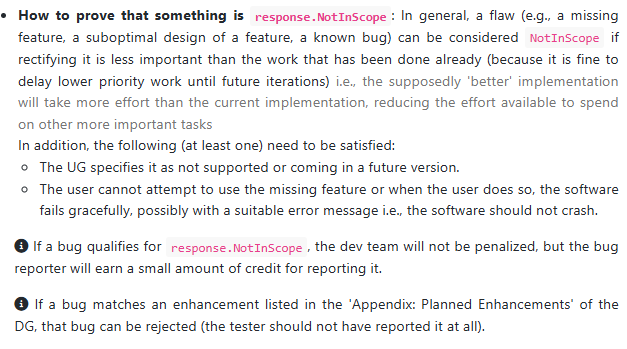 • How to prove that something is response.NotInScope: In general, a flaw (e.g., a missing
feature, a suboptimal design of a feature, a known bug) can be considered NotInScope if
rectifying it is less important than the work that has been done already (because it is fine to
delay lower priority work until future iterations) i.e., the supposedly 'better' implementation
will take more effort than the current implementation, reducing the effort available to spend
on other more important tasks
In addition, the following (at least one) need to be satisfied:
○ The UG specifies it as not supported or coming in a future version.
○ The user cannot attempt to use the missing feature or when the user does so, the software
fails gracefully, possibly with a suitable error message i.e., the software should not crash.
If a bug qualifies for response.NotInScope, the dev team will not be penalized, but the bug
reporter will earn a small amount of credit for reporting it.
If a bug matches an enhancement listed in the 'Appendix: Planned Enhancements' of the
DG, that bug can be rejected (the tester should not have reported it at all).